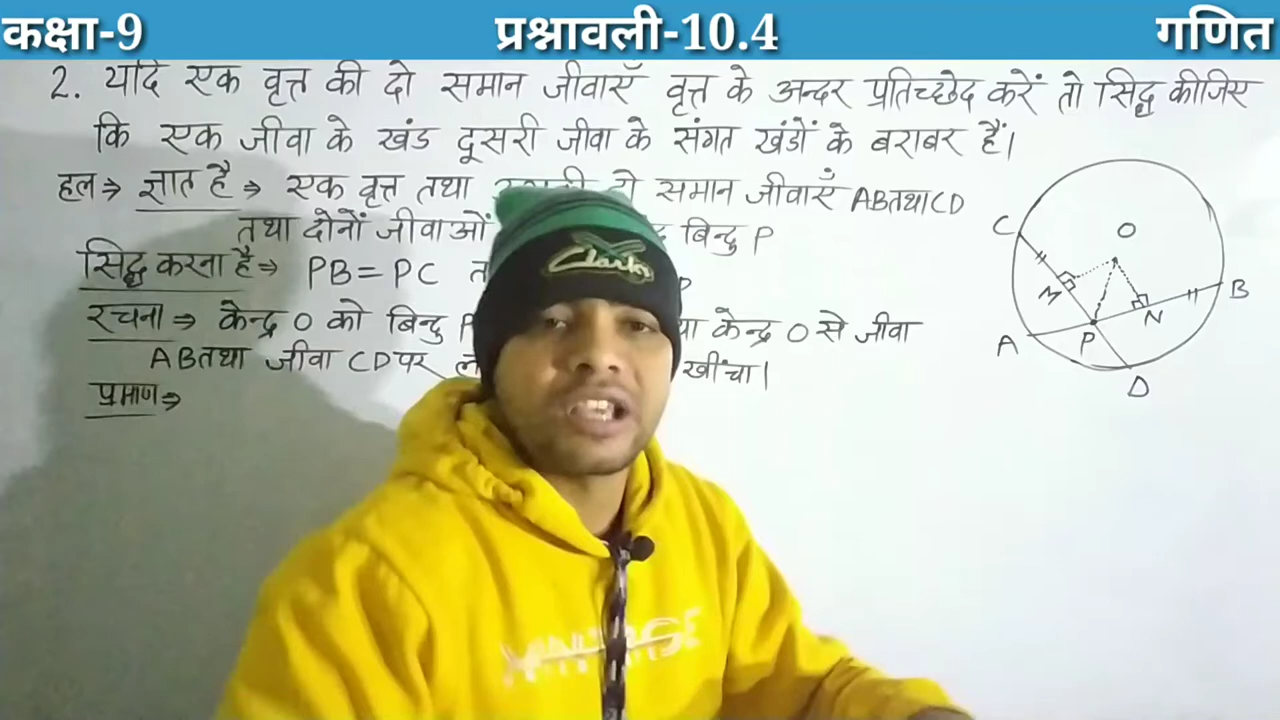 कक्षा-9 प्रश्नावली-10.4 गणित
2. यदि एक वृत्त की दो समान जीवाएँ वृत्त के अन्दर प्रतिच्छेद करें तो सिद्ध कीजिए
कि एक जीवा के खंड दूसरी जीवा के संगत खंडों के बराबर हैं।
हल⇒ ज्ञात है ⇒ एक वृत्त तथा दो समान जीवाएँ AB तथा CD
तथा दोनों जीवाओं बिन्दु P
सिद्ध करना है ⇒ PB = PC
रचना ⇒ केन्द्र O को बिन्दु केन्द्र O से जीवा
AB तथा जीवा CD पर खींचा।
प्रमाण ⇒
C
O
M
N
B
A
P
D